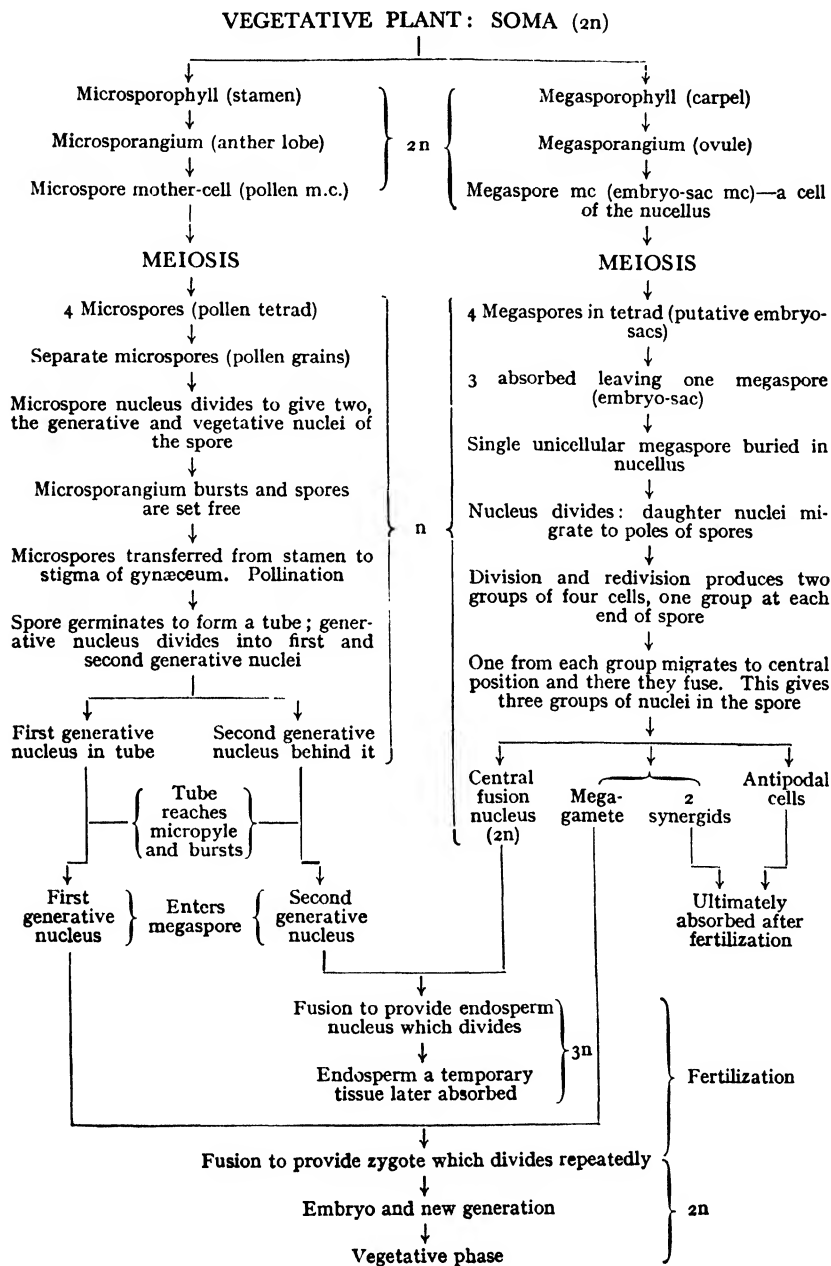 VEGETATIVE PLANT: SOMA (2n)
Microsporophyll (stamen)
Microsporangium (anther lobe)
Microspore mother-cell (pollen m.c.)
2n
Megasporophyll (carpel)
Megasporangium (ovule)
Megaspore mc (embryo-sac mc)—a cell
of the nucellus
MEIOSIS
MEIOSIS
4 Microspores (pollen tetrad)
Separate microspores (pollen grains)
Microspore nucleus divides to give two,
the generative and vegetative nuclei of
the spore
Microsporangium bursts and spores
are set free
Microspores transferred from stamen to
stigma of gynæceum. Pollination
Spore germinates to form a tube; gener-
ative nucleus divides into first and
second generative nuclei
First generative
nucleus in tube
Second generative
nucleus behind it
n
4 Megaspores in tetrad (putative embryo-
sacs)
3 absorbed leaving one megaspore
(embryo-sac)
Single unicellular megaspore buried in
nucellus
Nucleus divides: daughter nuclei mi-
grate to poles of spores
Division and redivision produces two
groups of four cells, one group at each
end of spore
One from each group migrates to central
position and there they fuse. This gives
three groups of nuclei in the spore
Central
fusion
nucleus
(2n)
Mega-
gamete
2
synergids
Antipodal
cells
Tube
reaches
micropyle
and bursts
First
generative
nucleus
Enters
megaspore
Second
generative
nucleus
Ultimately
absorbed after
fertilization
Fusion to provide endosperm
nucleus which divides
Endosperm a temporary
tissue later absorbed
3n
Fertilization
Fusion to provide zygote which divides repeatedly
Embryo and new generation
Vegetative phase
2n